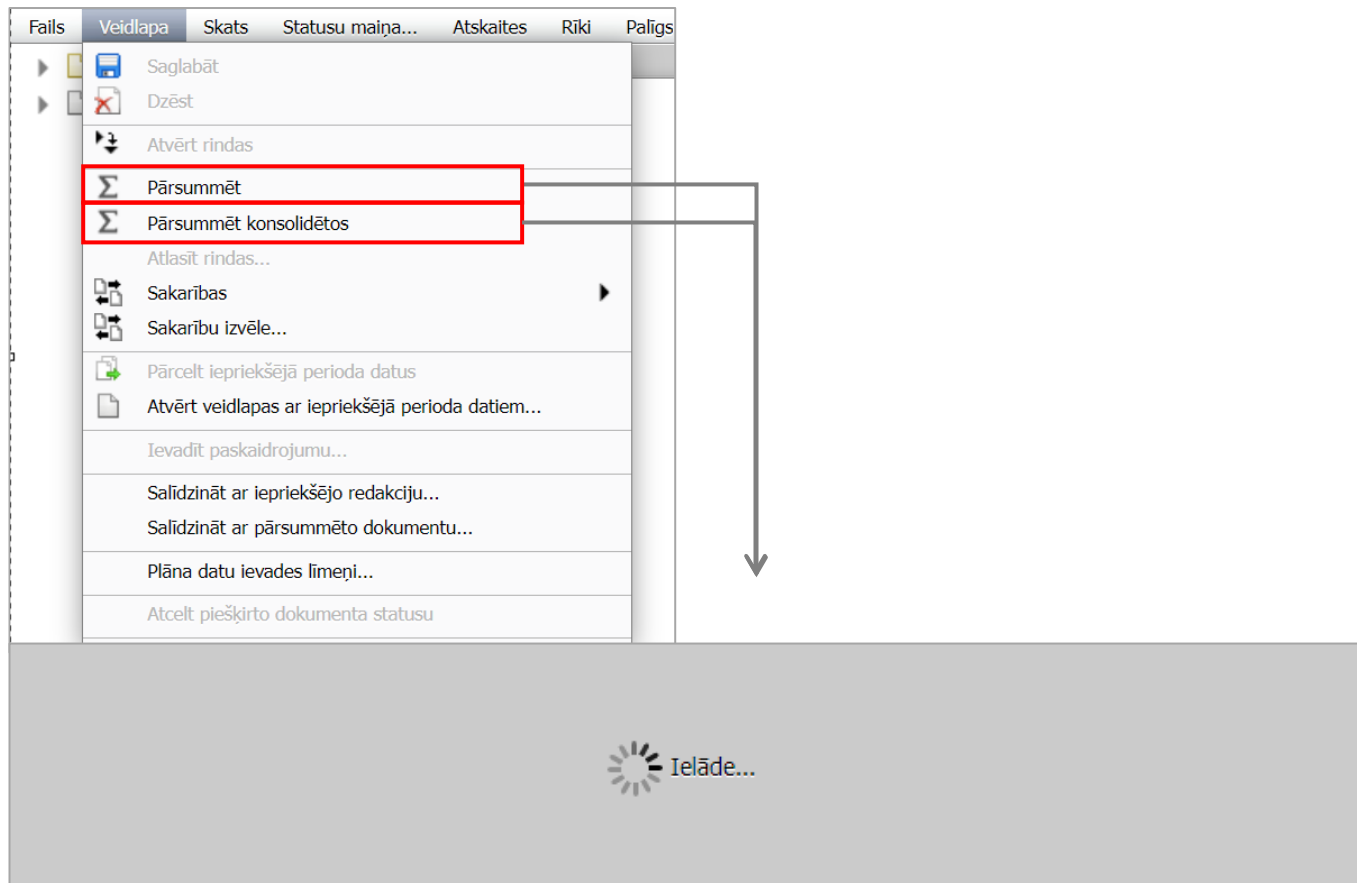 Fails Veidlapa Skats Statusu maiņa... Atskaites Rīki Palīgs
Saglabāt
Dzēst
Atvērt rindas
Pārsummēt
Pārsummēt konsolidētos
Atlasīt rindas...
Sakarības
Sakarību izvēle...
Pārcelt iepriekšējā perioda datus
Atvērt veidlapas ar iepriekšējā perioda datiem...
Ievadīt paskaidrojumu...
Salīdzināt ar iepriekšējo redakciju...
Salīdzināt ar pārsummēto dokumentu...
Plāna datu ievades līmeņi...
Atcelt piešķirto dokumenta statusu
Ielāde...